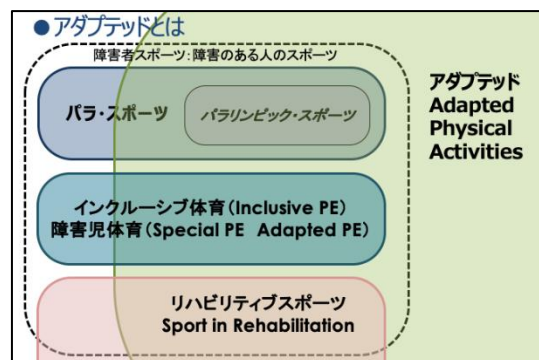 ●アダプテッドとは
障害者スポーツ:障害のある人のスポーツ
パラ・スポーツ
パラリンピック・スポーツ
アダプテッド
Adapted
Physical
Activities
インクルーシブ体育(Inclusive PE)
障害児体育(Special PE Adapted PE)
リハビリティブスポーツ
Sport in Rehabilitation